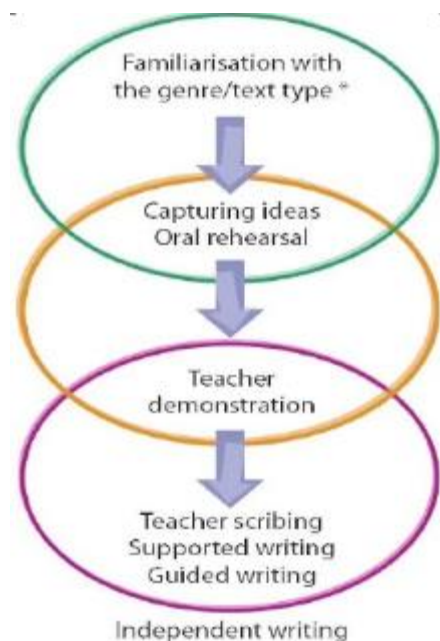 Familiarisation with
the genre/text type *
Capturing ideas
Oral rehearsal
Teacher
demonstration
Teacher scribing
Supported writing
Guided writing
Independent writing